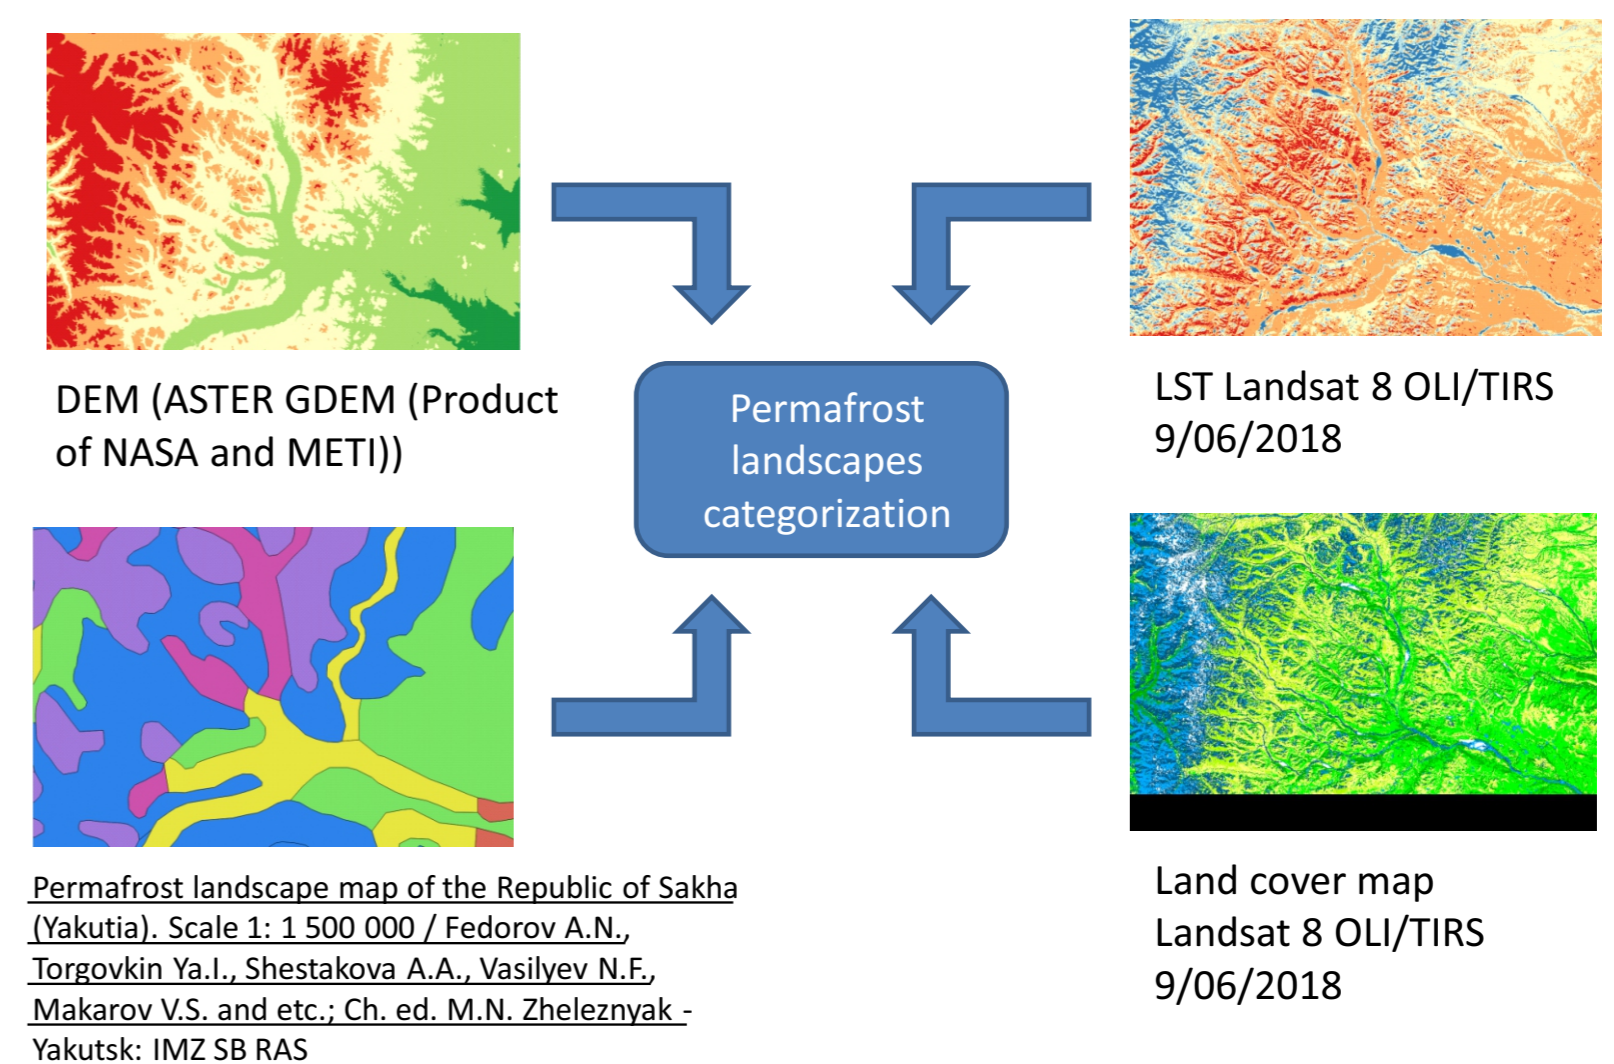 DEM (ASTER GDEM (Product
of NASA and METI))
Permafrost
landscapes
categorization
LST Landsat 8 OLI/TIRS
9/06/2018
Permafrost landscape map of the Republic of Sakha
(Yakutia). Scale 1: 1 500 000 / Fedorov A.N.,
Torgovkin Ya.I., Shestakova A.A., Vasilyev N.F.,
Makarov V.S. and etc.; Ch. ed. M.N. Zheleznyak -
Yakutsk: IMZ SB RAS
Land cover map
Landsat 8 OLI/TIRS
9/06/2018